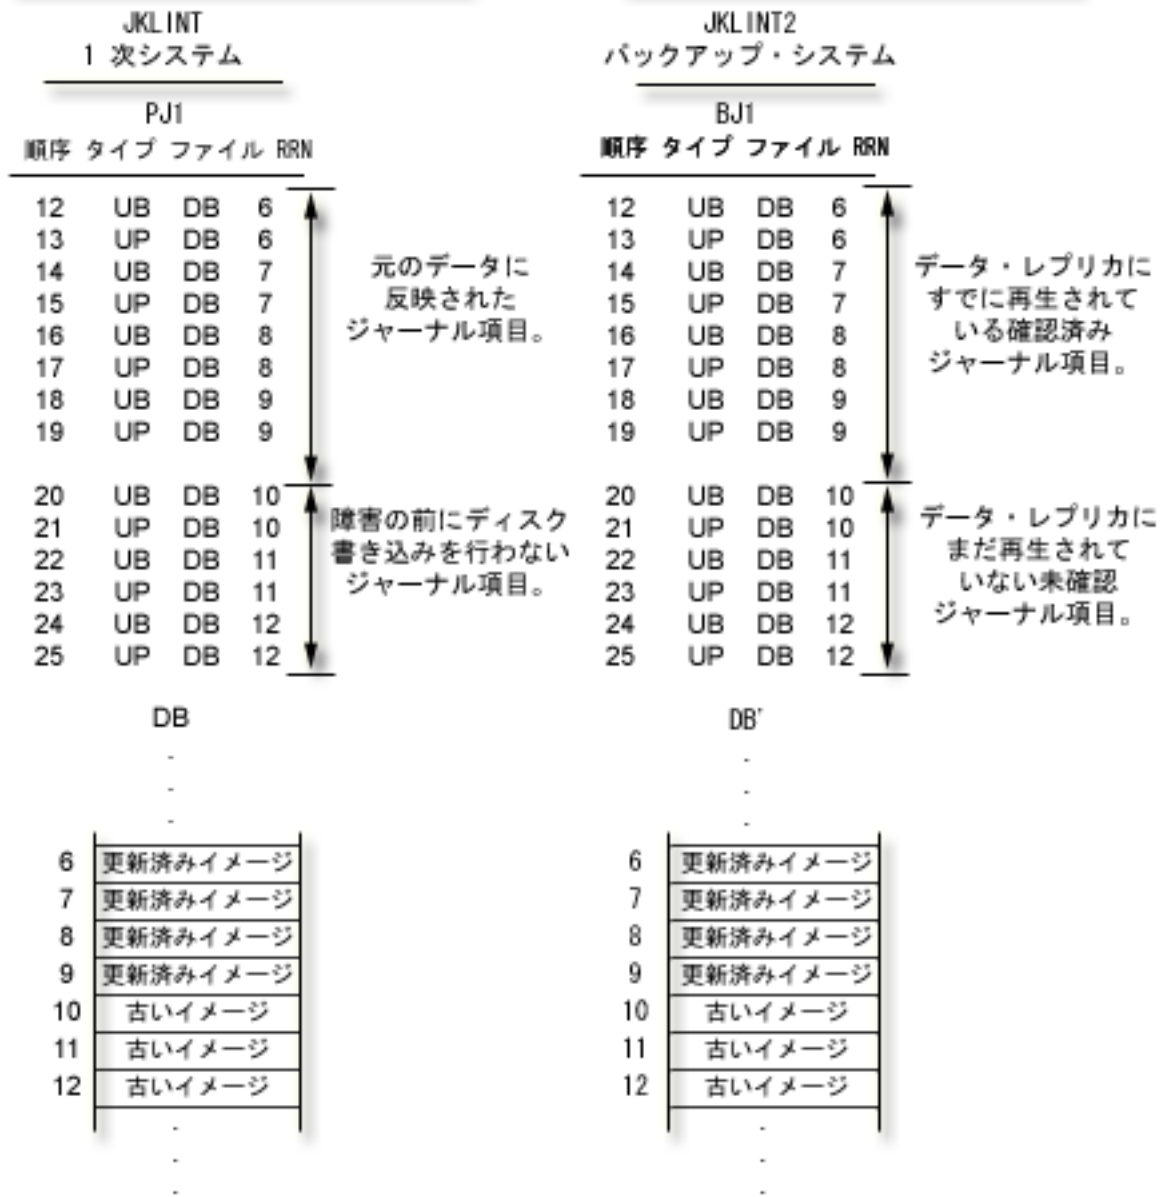 JKLINT
1 次システム
PJ1
順序 タイプ ファイル RRN
12 UB DB 6
13 UP DB 6
14 UB DB 7
15 UP DB 7
16 UB DB 8
17 UP DB 8
18 UB DB 9
19 UP DB 9
元のデータに
反映された
ジャーナル項目。
20 UB DB 10
21 UP DB 10
22 UB DB 11
23 UP DB 11
24 UB DB 12
25 UP DB 12
障害の前にディスク
書き込みを行わない
ジャーナル項目。
DB
6 更新済みイメージ
7 更新済みイメージ
8 更新済みイメージ
9 更新済みイメージ
10 古いイメージ
11 古いイメージ
12 古いイメージ
JKLINT2
バックアップ・システム
BJ1
順序 タイプ ファイル RRN
12 UB DB 6
13 UP DB 6
14 UB DB 7
15 UP DB 7
16 UB DB 8
17 UP DB 8
18 UB DB 9
19 UP DB 9
データ・レプリカに
すでに再生されて
いる確認済み
ジャーナル項目。
20 UB DB 10
21 UP DB 10
22 UB DB 11
23 UP DB 11
24 UB DB 12
25 UP DB 12
データ・レプリカに
まだ再生されて
いない未確認
ジャーナル項目。
DB'
6 更新済みイメージ
7 更新済みイメージ
8 更新済みイメージ
9 更新済みイメージ
10 古いイメージ
11 古いイメージ
12 古いイメージ